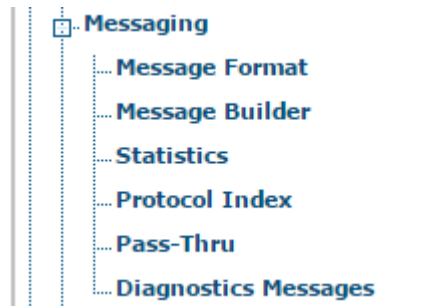 Messaging
Message Format
Message Builder
Statistics
Protocol Index
Pass-Thru
Diagnostics Messages